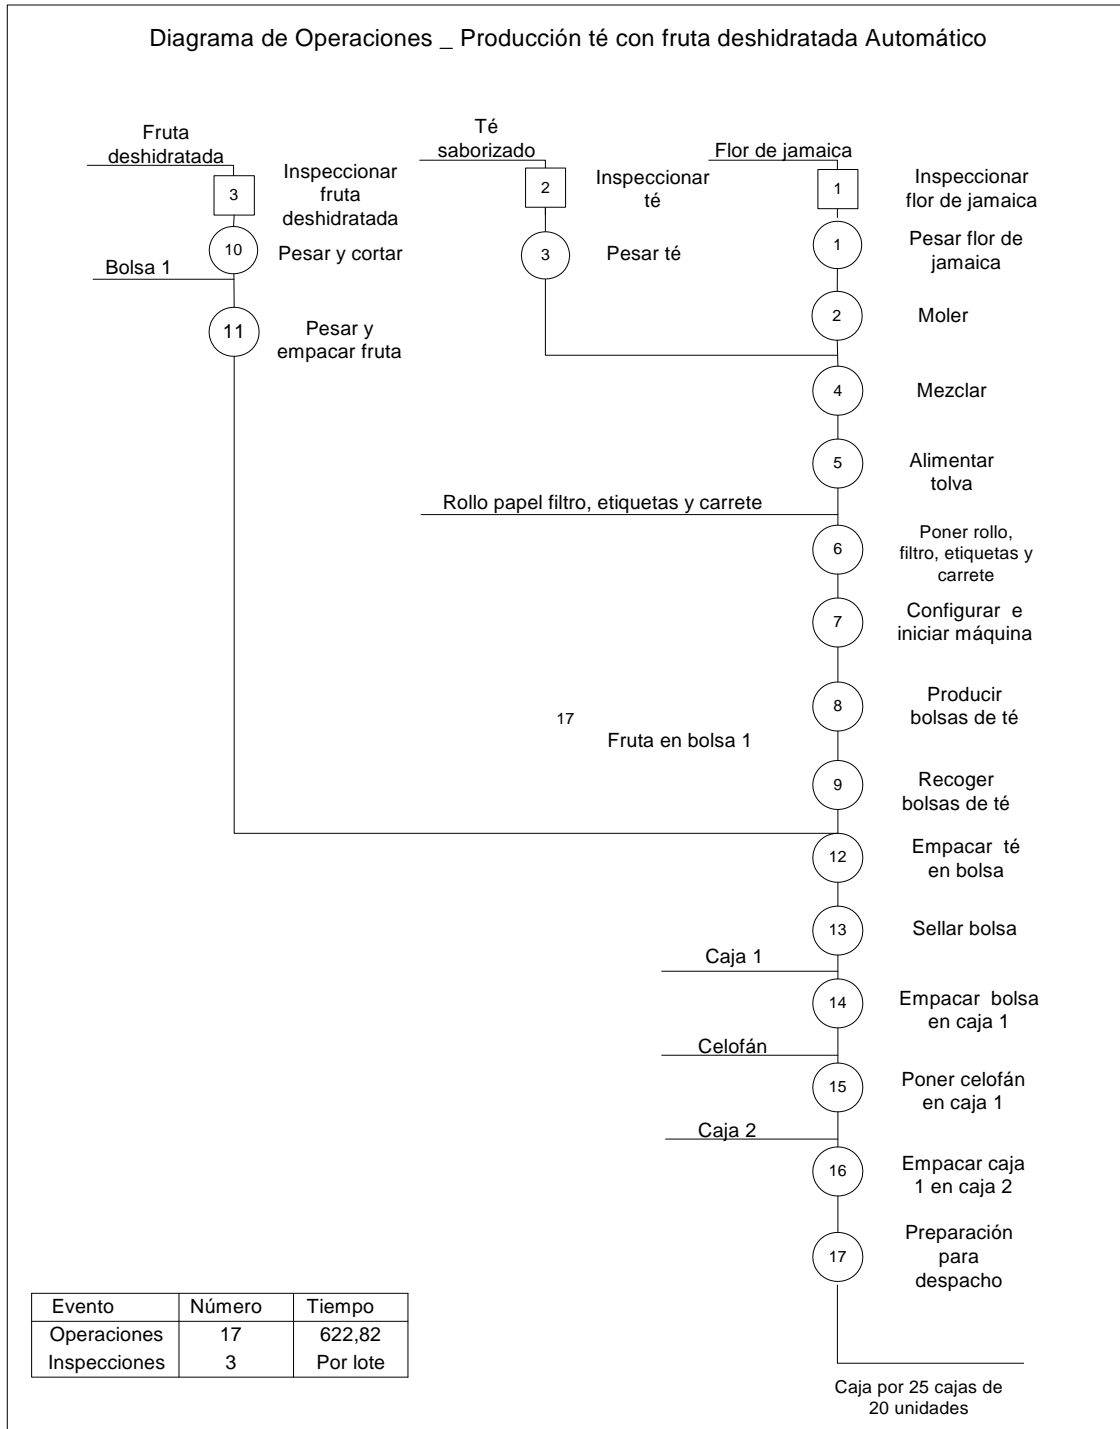 Diagrama de Operaciones _ Producción té con fruta deshidratada Automático
Fruta
deshidratada
3
Inspeccionar
fruta
deshidratada
10
Pesar y cortar
Bolsa 1
11
Pesar y
empacar fruta
Té
saborizado
2
Inspeccionar
té
3
Pesar té
Flor de jamaica
1
Inspeccionar
flor de jamaica
1
Pesar flor de
jamaica
2
Moler
4
Mezclar
5
Alimentar
tolva
Rollo papel filtro, etiquetas y carrete
6
Poner rollo,
filtro, etiquetas y
carrete
7
Configurar e
iniciar máquina
8
Producir
bolsas de té
17
Fruta en bolsa 1
9
Recoger
bolsas de té
12
Empacar té
en bolsa
13
Sellar bolsa
Caja 1
14
Empacar bolsa
en caja 1
Celofán
15
Poner celofán
en caja 1
Caja 2
16
Empacar caja
1 en caja 2
17
Preparación
para
despacho
Evento Número Tiempo
Operaciones 17 622,82
Inspecciones 3 Por lote
Caja por 25 cajas de
20 unidades